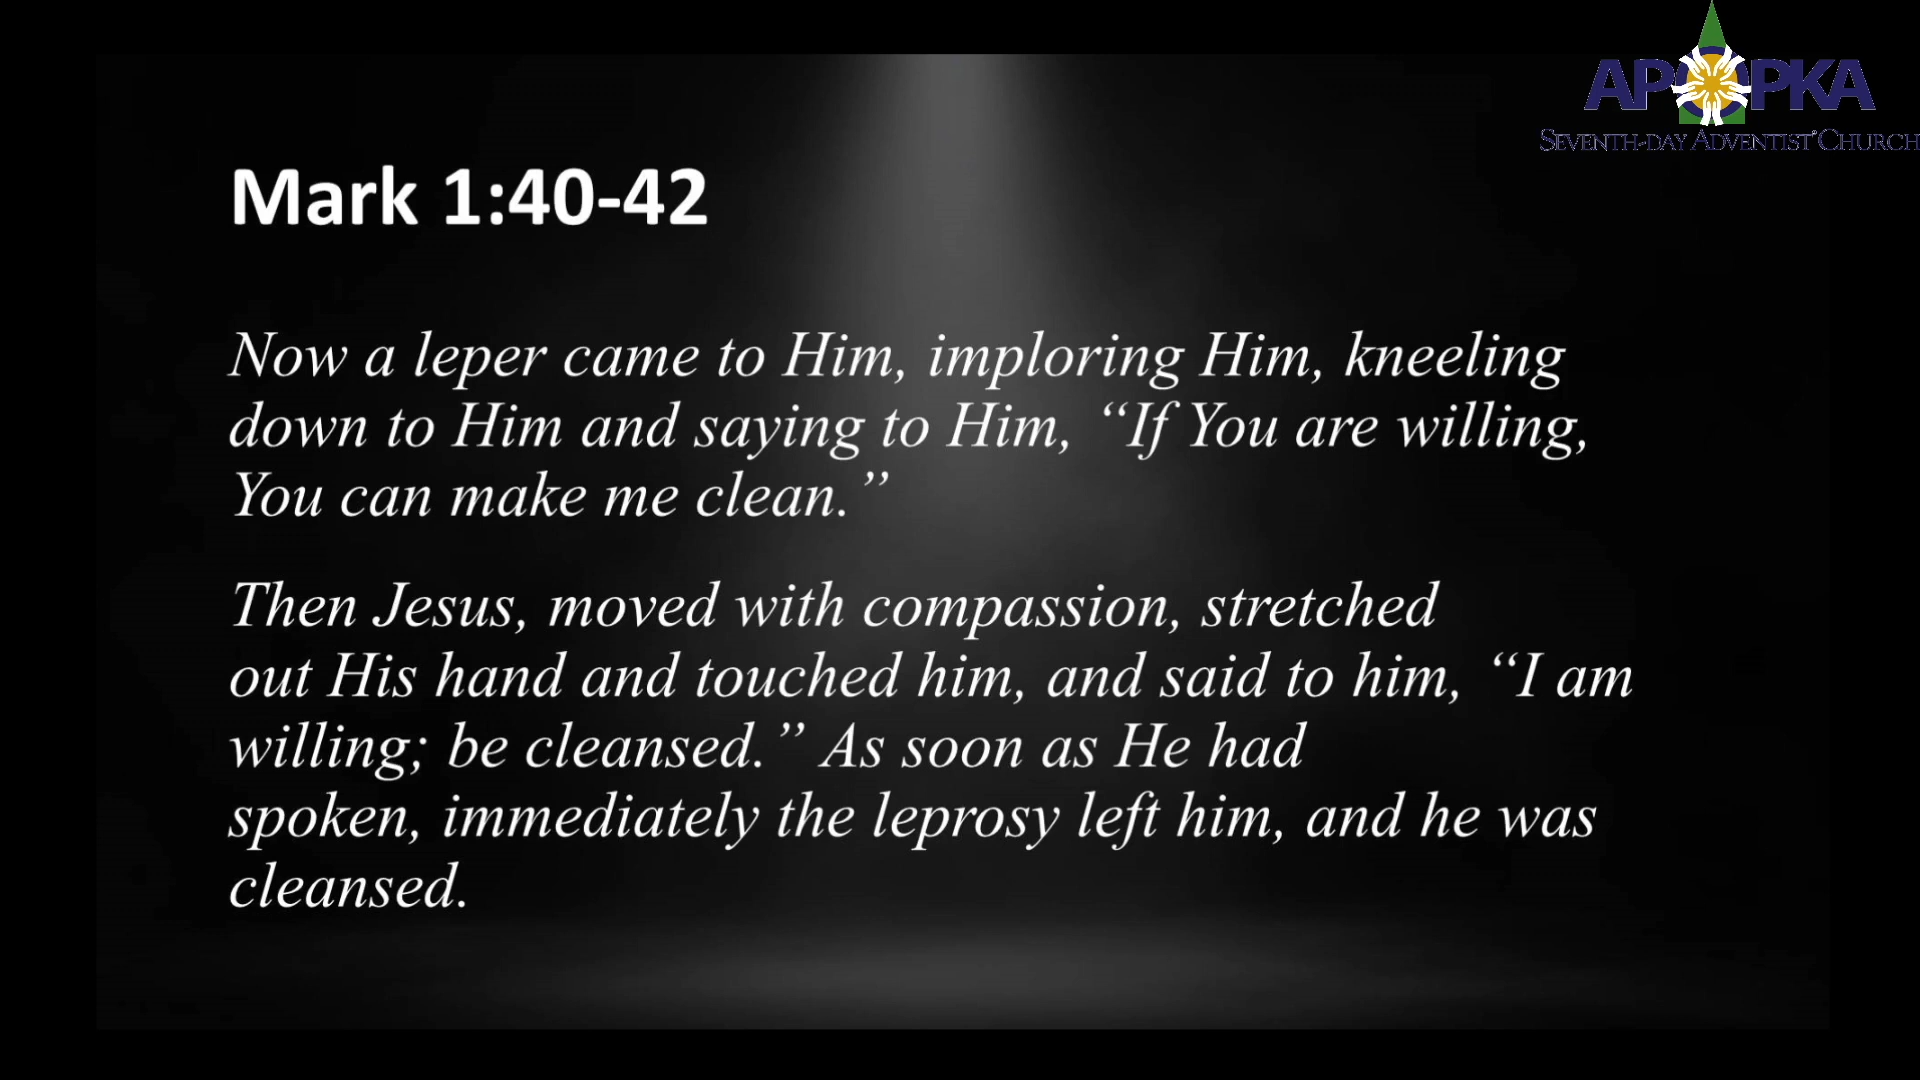 APOPKA
SEVENTH-DAY ADVENTIST® CHURCH
Mark 1:40-42
Now a leper came to Him, imploring Him, kneeling
down to Him and saying to Him, “If You are willing,
You can make me clean.”
Then Jesus, moved with compassion, stretched
out His hand and touched him, and said to him, “I am
willing; be cleansed.” As soon as He had
spoken, immediately the leprosy left him, and he was
cleansed.